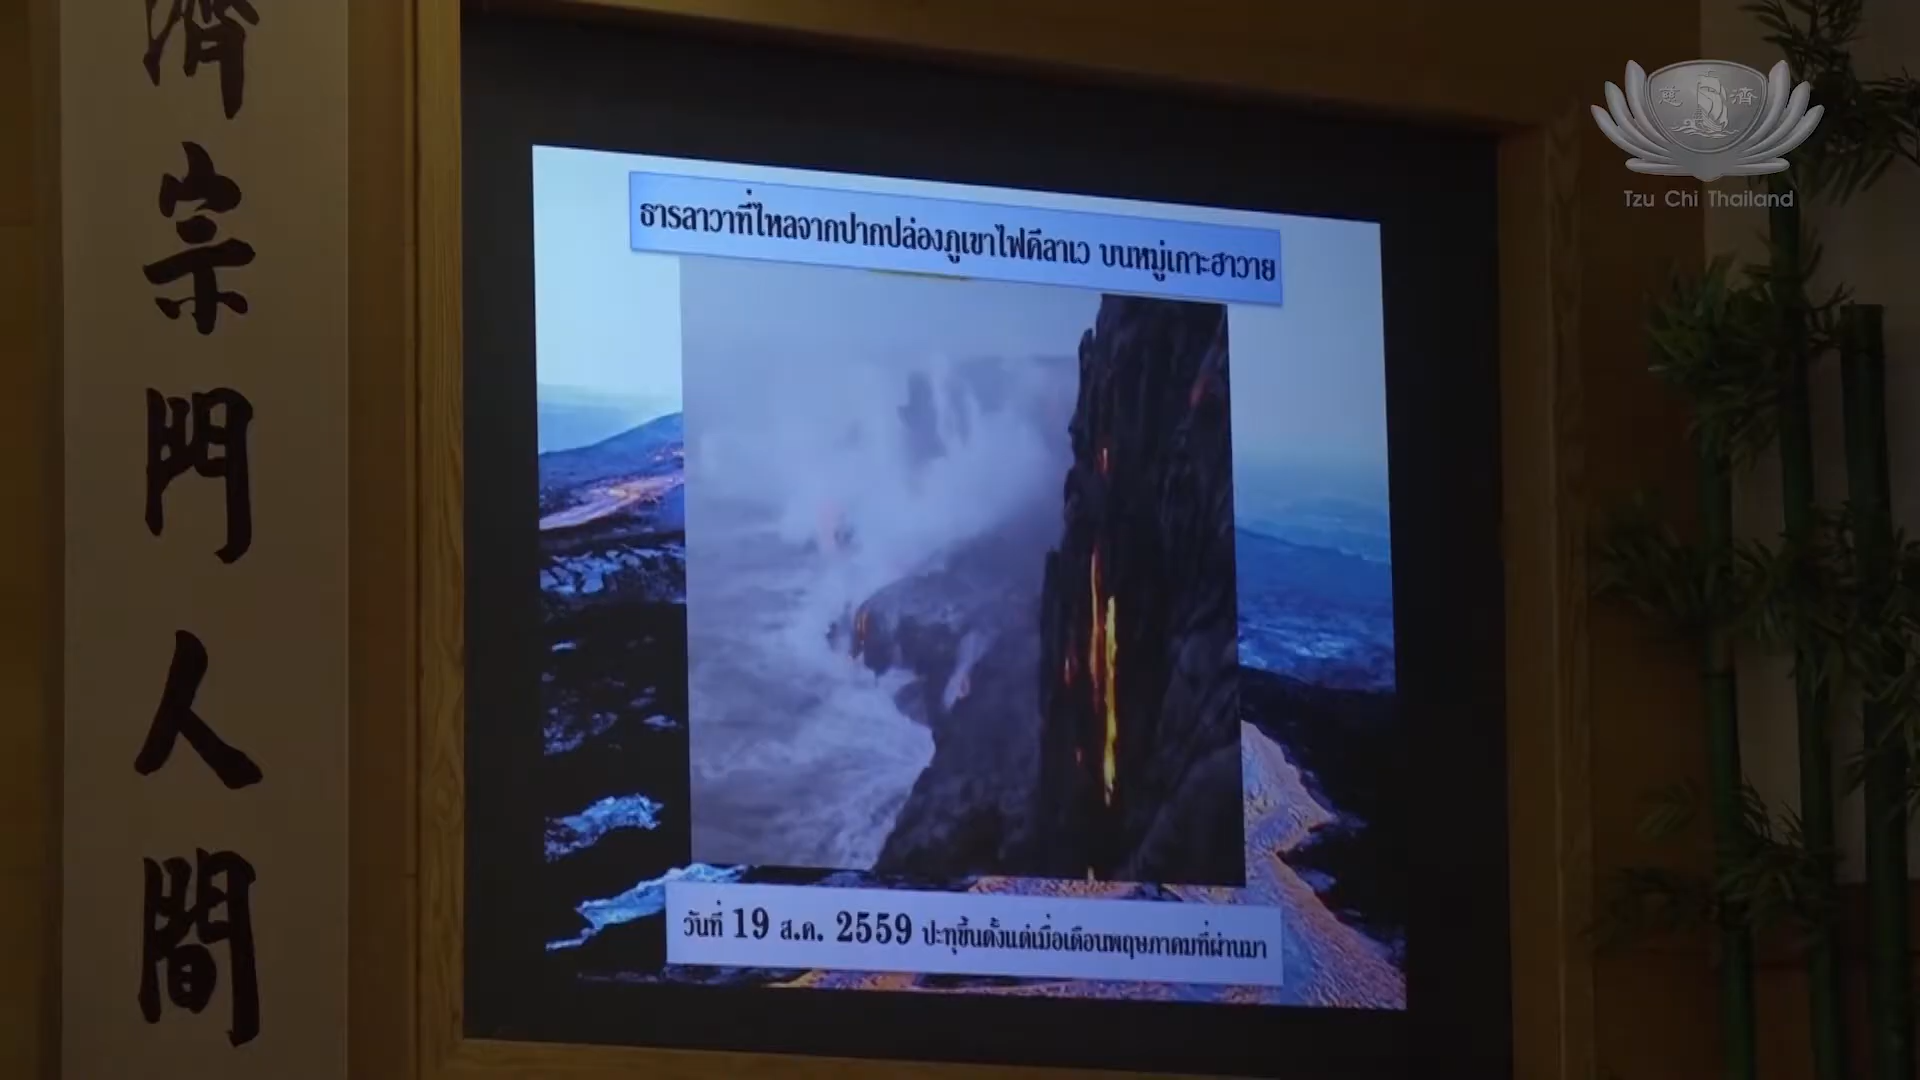 濟宗門人間
ธารลาวาที่ไหลจากปากปล่องภูเขาไฟคีลาเว บนหมู่เกาะฮาวาย
วันที่ 19 ส.ค. 2559 ปะทุขึ้นตั้งแต่เมื่อเดือนพฤษภาคมที่ผ่านมา
慈 濟
Tzu Chi Thailand